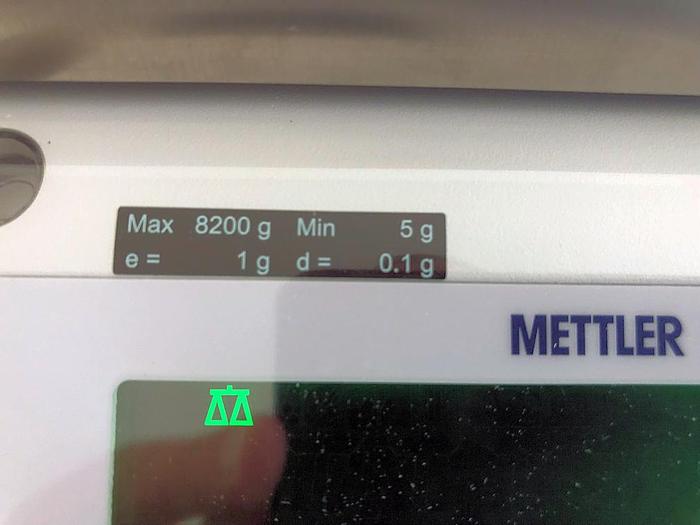 Max 8200 g Min 5 g
e = 1 g d = 0.1 g
METTLER